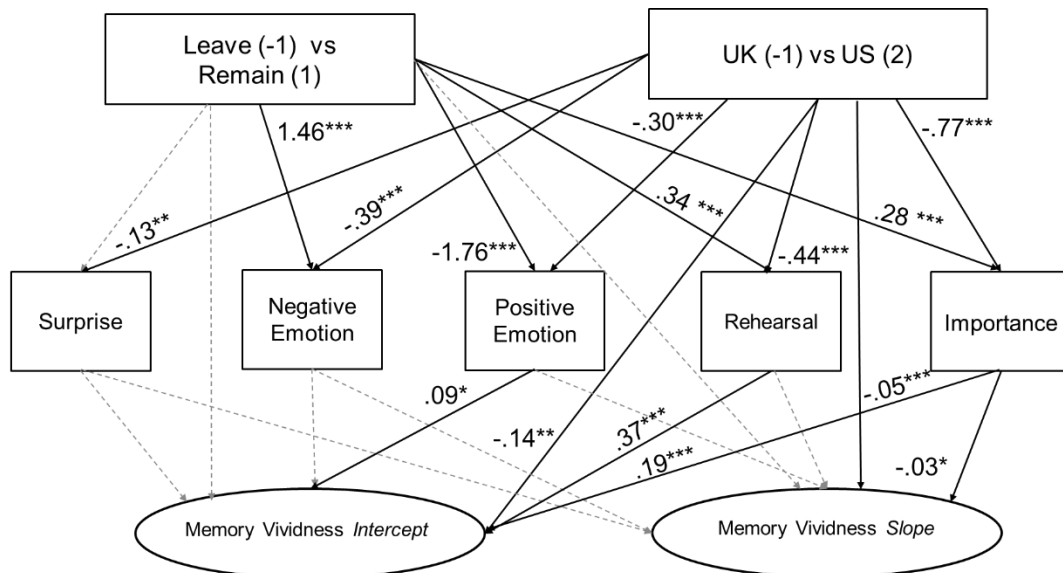 Leave (-1) vs
Remain (1)
UK (-1) vs US (2)
1.46***
-.30***
-.77***
-.13**
-.39***
-1.76***
.34 ***
.28 ***
-.44***
Surprise
Negative
Emotion
Positive
Emotion
Rehearsal
Importance
.09*
-.14**
.37***
.19***
-.05***
-.03*
Memory Vividness Intercept
Memory Vividness Slope